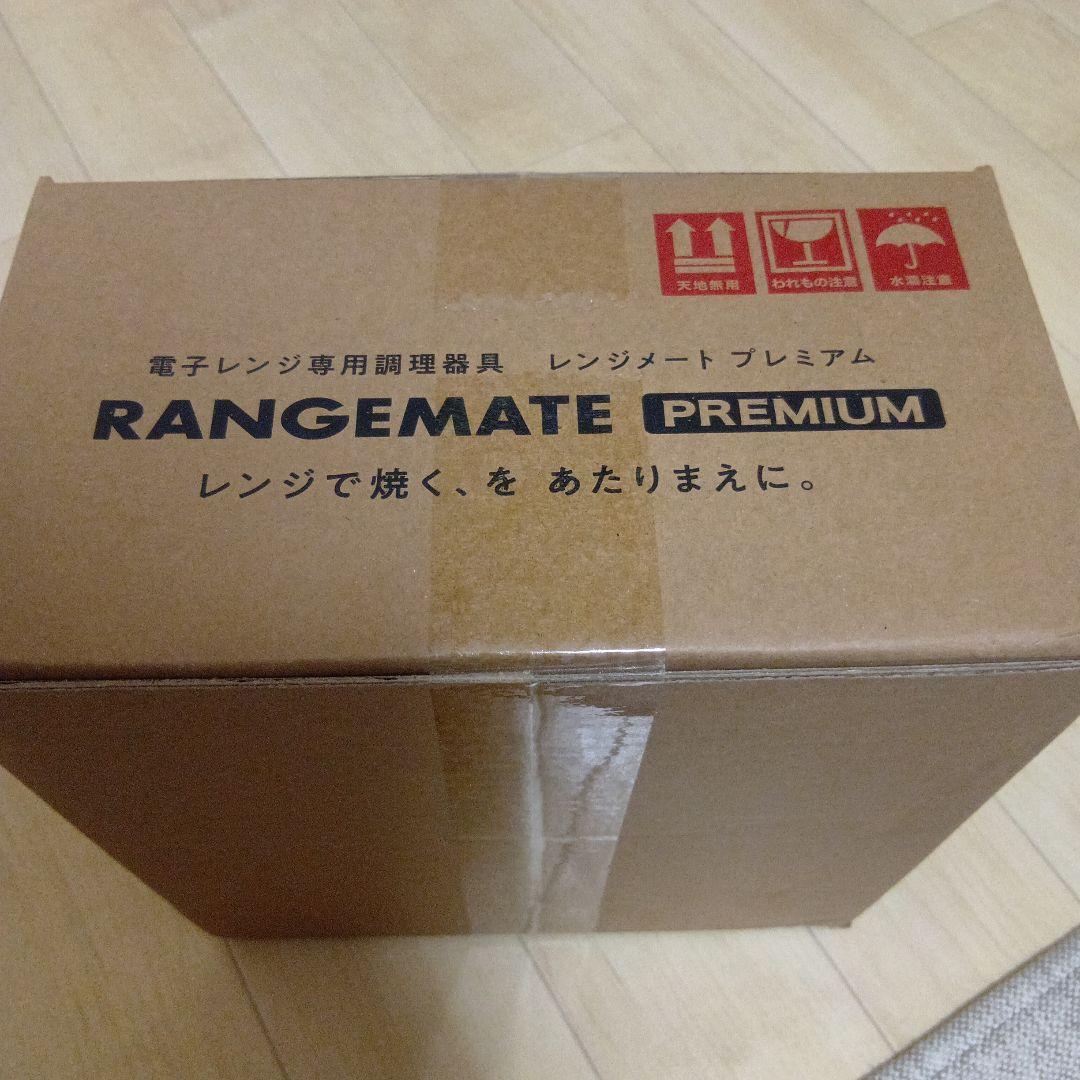 天地無用 われもの注意 水濡注意
電子レンジ専用調理器具 レンジメート プレミアム
RANGEMATE PREMIUM
レンジで焼く、を あたりまえに。